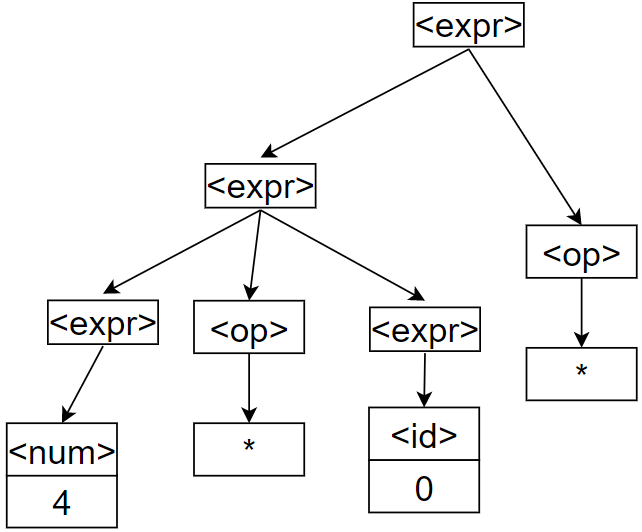 <expr>
<expr>
<op>
<expr>
<op>
<expr>
*
<num>
*
<id>
4
0